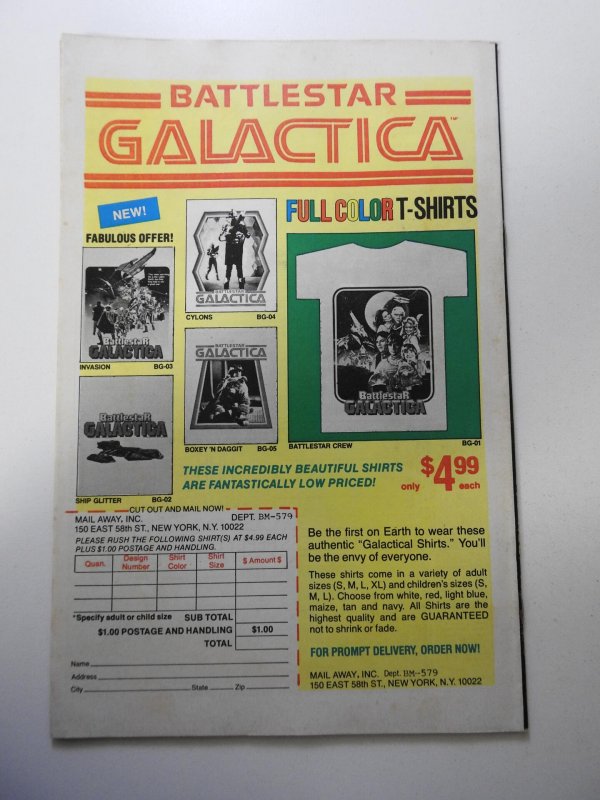 BATTLESTAR
GALACTICA™
NEW!
FABULOUS OFFER!
FULL COLOR T-SHIRTS
Battlestar
GALACTICA
INVASION BG-03
BATTLESTAR
GALACTICA
CYLONS BG-04
Battlestar
GALACTICA
SHIP GLITTER BG-02
BATTLESTAR
GALACTICA
BOXEY 'N DAGGIT BG-05
Battlestar
GALACTICA
BATTLESTAR CREW BG-01
THESE INCREDIBLY BEAUTIFUL SHIRTS
ARE FANTASTICALLY LOW PRICED!
only $4.99 each
CUT OUT AND MAIL NOW!
MAIL AWAY, INC. DEPT. BM-579
150 EAST 58th ST., NEW YORK, N.Y. 10022
PLEASE RUSH THE FOLLOWING SHIRT(S) AT $4.99 EACH
PLUS $1.00 POSTAGE AND HANDLING.
Quan. Design Number Shirt Color Shirt Size $ Amount $
*Specify adult or child size SUB TOTAL
$1.00 POSTAGE AND HANDLING $1.00
TOTAL
Name
Address
City State Zip
Be the first on Earth to wear these
authentic "Galactical Shirts." You'll
be the envy of everyone.
These shirts come in a variety of adult
sizes (S, M, L, XL) and children's sizes (S,
M, L). Choose from white, red, light blue,
maize, tan and navy. All Shirts are the
highest quality and are GUARANTEED
not to shrink or fade.
FOR PROMPT DELIVERY, ORDER NOW!
MAIL AWAY, INC. Dept. BM-579
150 EAST 58th ST., NEW YORK, N.Y. 10022